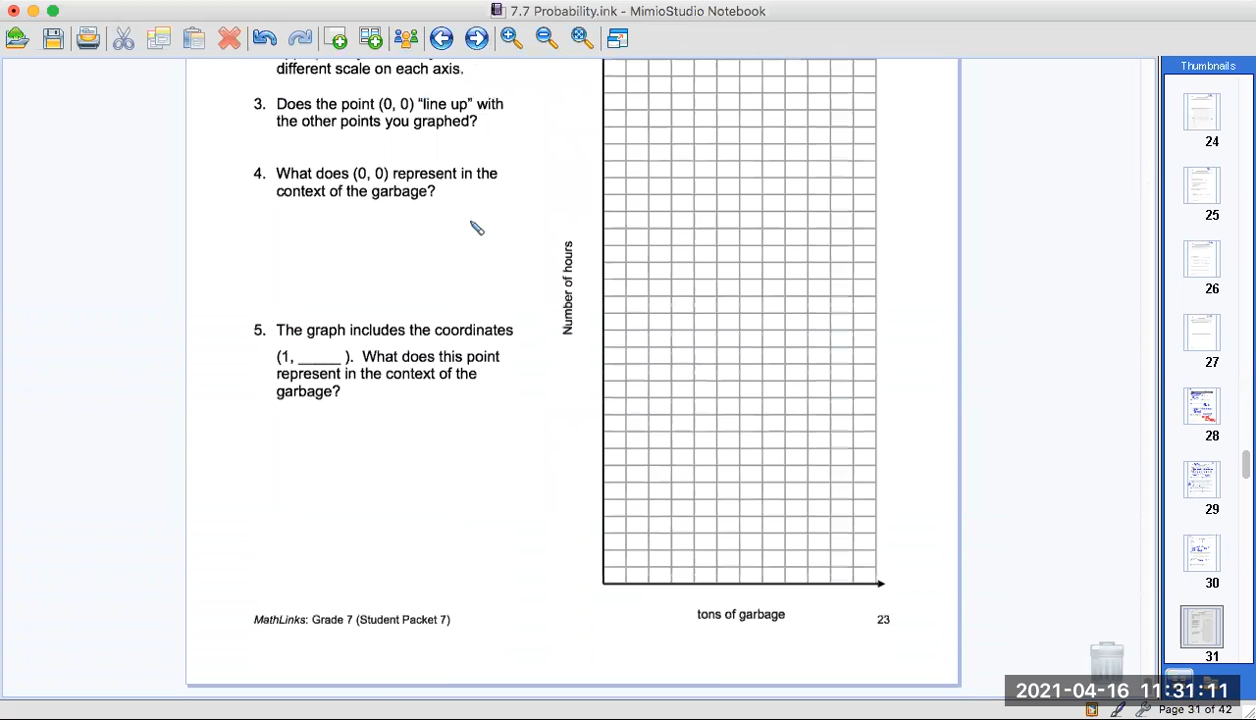 7.7 Probability.ink - MimioStudio Notebook
Thumbnails
different scale on each axis.
3. Does the point (0, 0) “line up” with
the other points you graphed?
4. What does (0, 0) represent in the
context of the garbage?
Number of hours
5. The graph includes the coordinates
(1, _____ ). What does this point
represent in the context of the
garbage?
tons of garbage
MathLinks: Grade 7 (Student Packet 7)
23
24
25
26
27
28
29
30
31
2021-04-16 11:31:11
Page 31 of 42